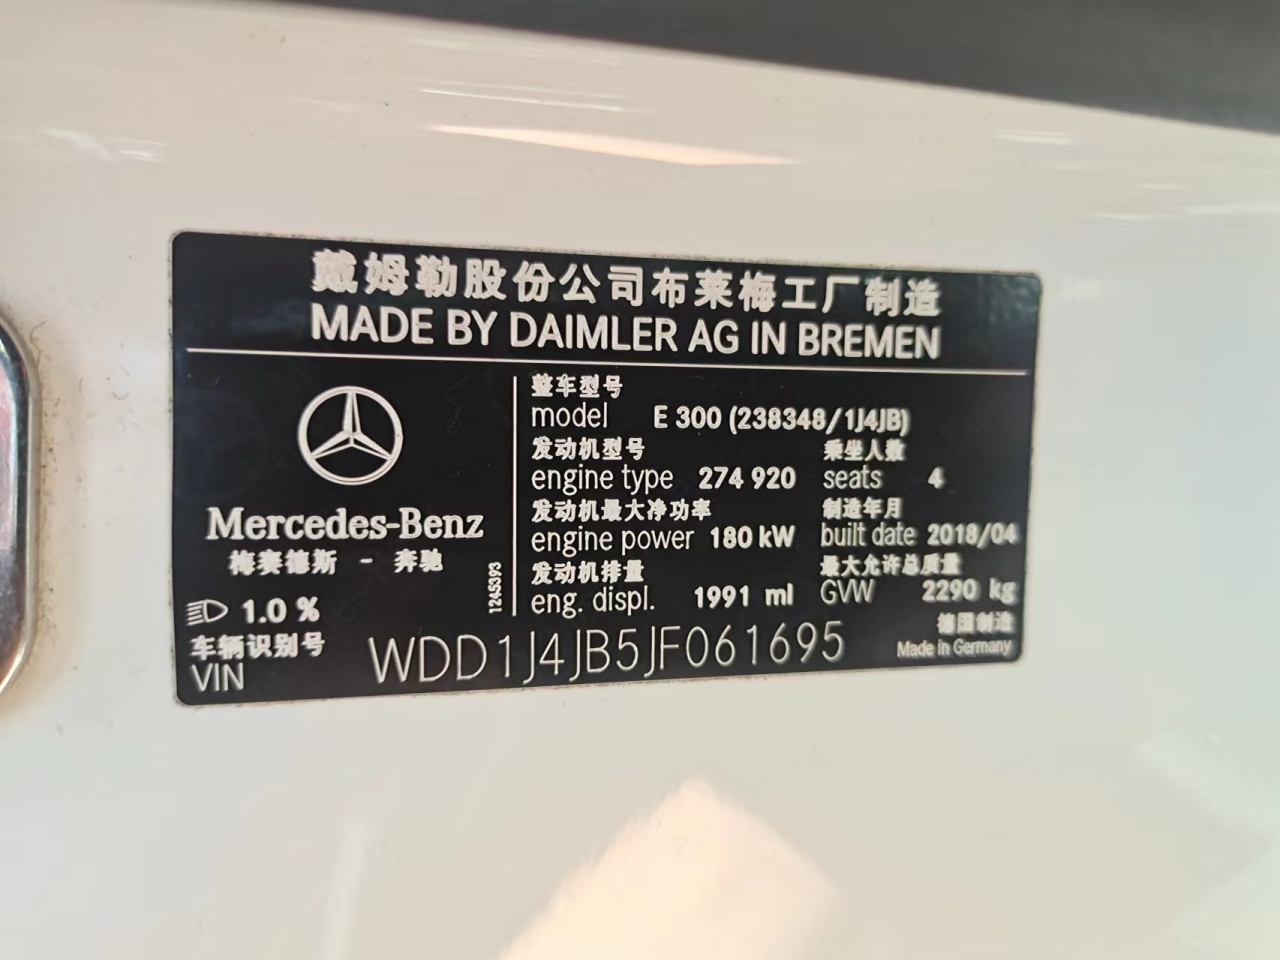 戴姆勒股份公司布莱梅工厂制造
MADE BY DAIMLER AG IN BREMEN
Mercedes-Benz
梅赛德斯 - 奔驰
1.0 %
1245393
整车型号
model E 300 (238348/1J4JB)
发动机型号 乘坐人数
engine type 274 920 seats 4
发动机最大净功率 制造年月
engine power 180 kW built date 2018/04
发动机排量 最大允许总质量
eng. displ. 1991 ml GVW 2290 kg
车辆识别号
VIN WDD1J4JB5JF061695
德国制造
Made in Germany